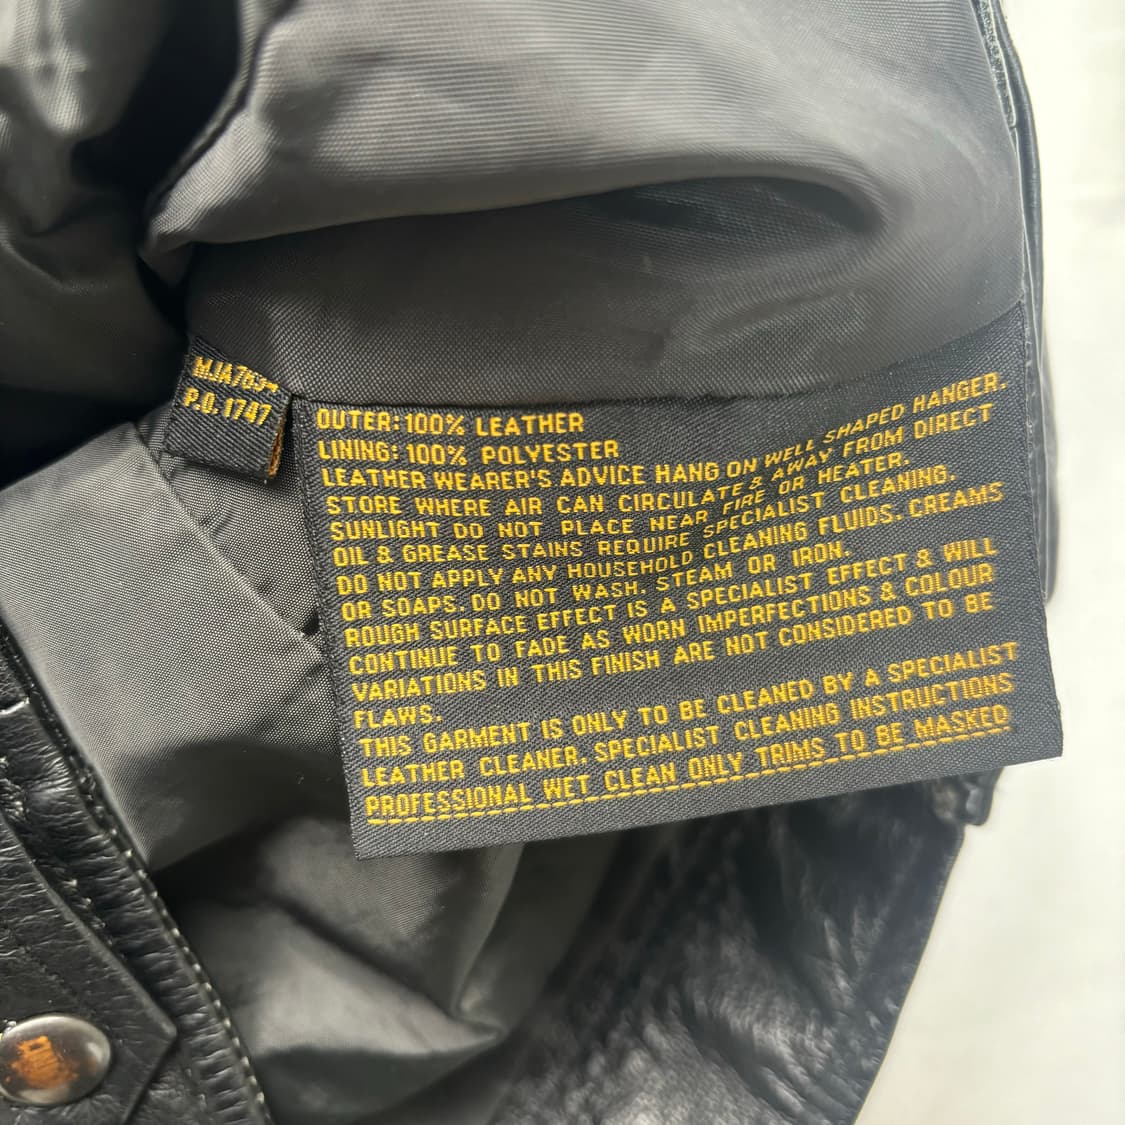 P.O. 1747
OUTER: 100% LEATHER
LINING: 100% POLYESTER
LEATHER WEARER'S ADVICE HANG ON WELL SHAPED HANGER.
STORE WHERE AIR CAN CIRCULATE & AWAY FROM DIRECT
SUNLIGHT DO NOT PLACE NEAR FIRE OR HEATER.
OIL & GREASE STAINS REQUIRE SPECIALIST CLEANING.
DO NOT APPLY ANY HOUSEHOLD CLEANING FLUIDS. CREAMS
OR SOAPS. DO NOT WASH. STEAM OR IRON.
ROUGH SURFACE EFFECT IS A SPECIALIST EFFECT & WILL
CONTINUE TO FADE AS WORN IMPERFECTIONS & COLOUR
VARIATIONS IN THIS FINISH ARE NOT CONSIDERED TO BE
FLAWS.
THIS GARMENT IS ONLY TO BE CLEANED BY A SPECIALIST
LEATHER CLEANER. SPECIALIST CLEANING INSTRUCTIONS
PROFESSIONAL WET CLEAN ONLY TRIMS TO BE MASKED